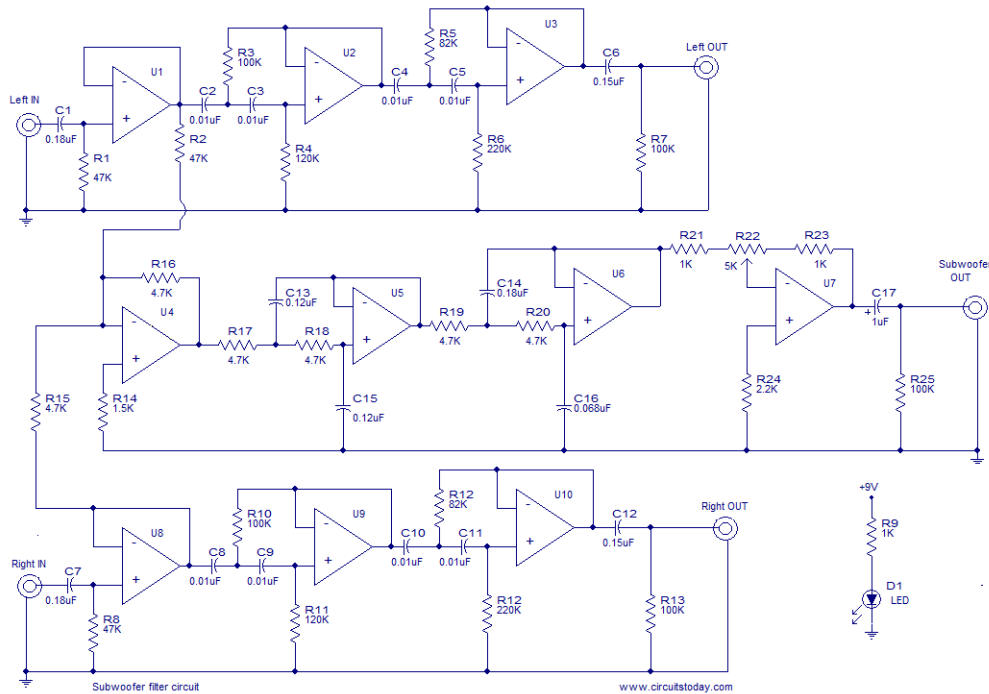 U3
R5
82K
C6
0.15uF
Left OUT
R3
100K
U2
U1
C4
0.01uF
C5
0.01uF
Left IN
C1
0.18uF
C2
0.01uF
C3
0.01uF
R1
47K
R2
47K
R4
120K
R6
220K
R7
100K
R16
4.7K
U4
C13
0.12uF
U5
C14
0.18uF
U6
R21
1K
R22
5K
R23
1K
U7
C17
1uF
Subwoofer
OUT
R17
4.7K
R18
4.7K
R19
4.7K
R20
4.7K
R15
4.7K
R14
1.5K
C15
0.12uF
C16
0.068uF
R24
2.2K
R25
100K
R12
82K
U10
C12
0.15uF
Right OUT
R10
100K
U9
U8
C10
0.01uF
C11
0.01uF
Right IN
C7
0.18uF
C8
0.01uF
C9
0.01uF
R8
47K
R11
120K
R12
220K
R13
100K
+9V
R9
1K
D1
LED
Subwoofer filter circuit
www.circuitstoday.com